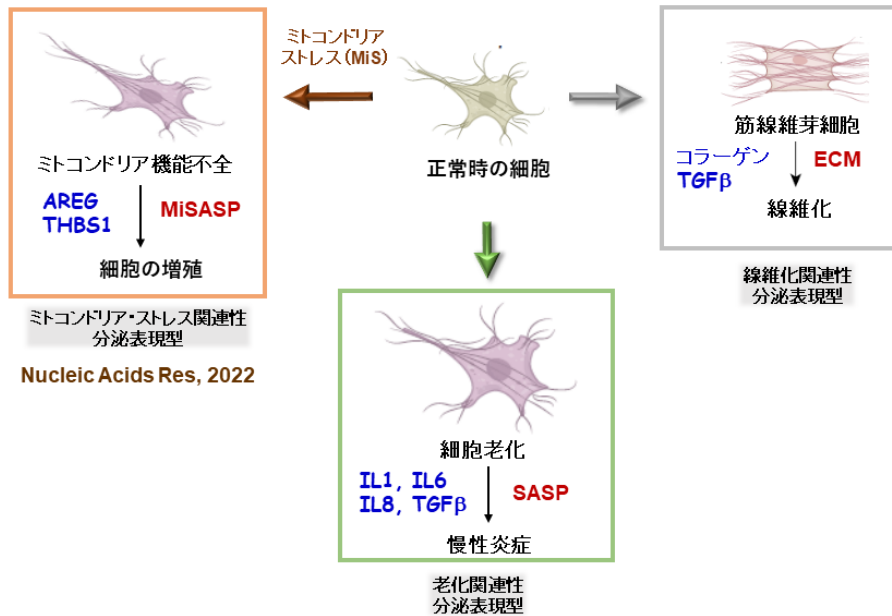 ミトコンドリア
ストレス(MiS)
正常時の細胞
ミトコンドリア機能不全
AREG
THBS1
MiSASP
細胞の増殖
ミトコンドリア・ストレス関連性
分泌表現型
Nucleic Acids Res, 2022
筋線維芽細胞
コラーゲン
TGFβ
ECM
線維化
線維化関連性
分泌表現型
細胞老化
IL1, IL6
IL8, TGFβ
SASP
慢性炎症
老化関連性
分泌表現型